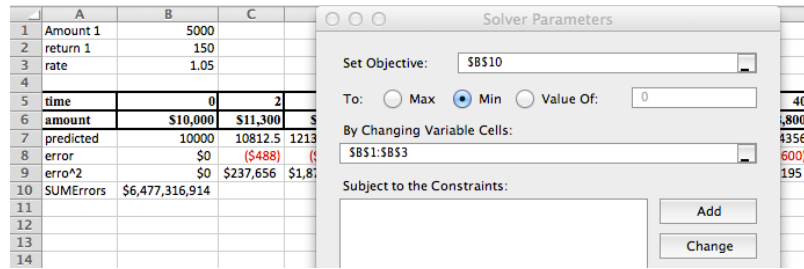 A B C
1 Amount 1 5000
2 return 1 150
3 rate 1.05
4
5 time 0 2
6 amount $10,000 $11,300
7 predicted 10000 10812.5
8 error $0 ($488)
9 erro^2 $0 $237,656
10 SUMErrors $6,477,316,914
11
12
13
14
Solver Parameters
Set Objective: $B$10
To: Max Min Value Of: 0
By Changing Variable Cells:
$B$1:$B$3
Subject to the Constraints:
Add
Change